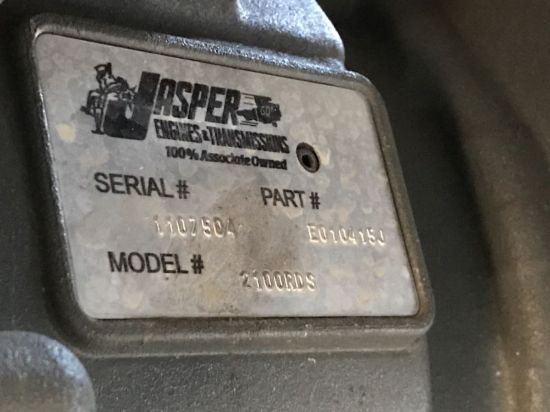 JASPER
ENGINES & TRANSMISSIONS
100% Associate Owned
SERIAL # PART #
1107504 E0104150
MODEL #
2100RDS